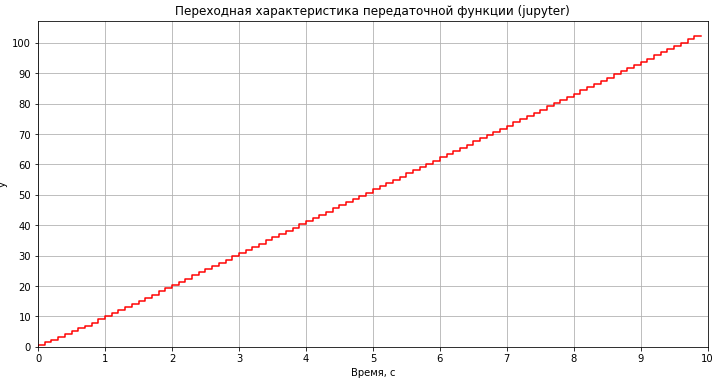 Переходная характеристика передаточной функции (jupyter)
100
90
80
70
60
50
40
30
20
10
0
y
0 1 2 3 4 5 6 7 8 9 10
Время, с